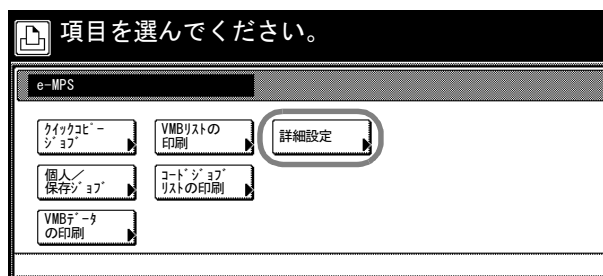 項目を選んでください。
e-MPS
ｸｲｯｸｺﾋﾟｰ
ｼﾞｮﾌﾞ
VMBﾘｽﾄの
印刷
詳細設定
個人／
保存ｼﾞｮﾌﾞ
ｺｰﾄﾞｼﾞｮﾌﾞ
ﾘｽﾄの印刷
VMBﾃﾞｰﾀ
の印刷